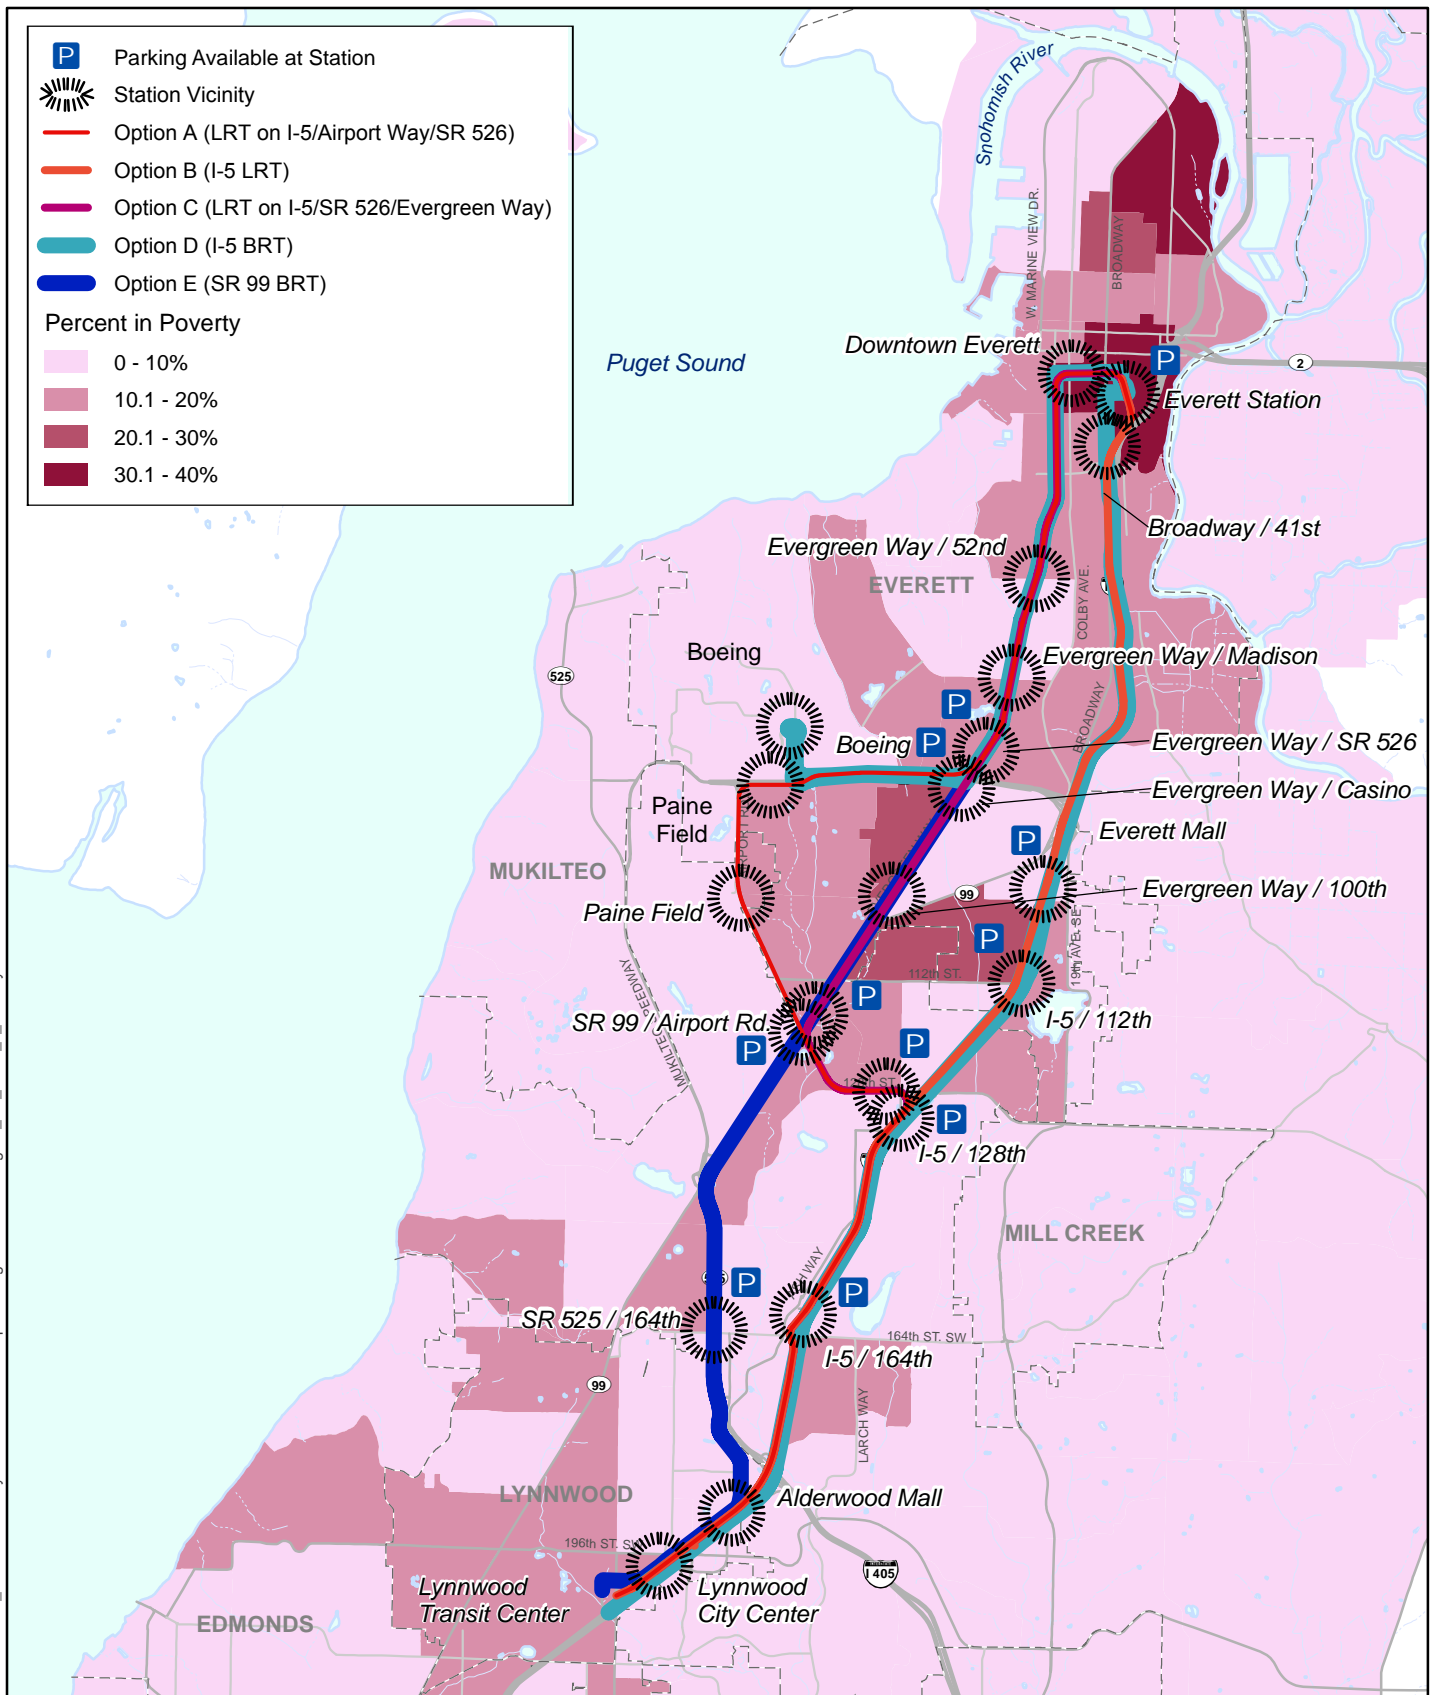 P Parking Available at Station
Station Vicinity
Option A (LRT on I-5/Airport Way/SR 526)
Option B (I-5 LRT)
Option C (LRT on I-5/SR 526/Evergreen Way)
Option D (I-5 BRT)
Option E (SR 99 BRT)
Percent in Poverty
0 - 10%
10.1 - 20%
20.1 - 30%
30.1 - 40%
Snohomish River
W. MARINE VIEW DR.
BROADWAY
Puget Sound
Downtown Everett
P
2
Everett Station
Broadway / 41st
Evergreen Way / 52nd
EVERETT
COLBY AVE.
Boeing
525
Evergreen Way / Madison
P
BROADWAY
Boeing
P
Evergreen Way / SR 526
Paine
Field
Evergreen Way / Casino
Everett Mall
P
MUKILTEO
99
Evergreen Way / 100th
Paine Field
P
19th AVE. SE
112th ST.
P
SR 99 / Airport Rd.
I-5 / 112th
MUKILTEO SPEEDWAY
P
P
P
I-5 / 128th
MILL CREEK
P
P
SR 525 / 164th
164th ST. SW
I-5 / 164th
99
LARCH WAY
LYNNWOOD
Alderwood Mall
196th ST. SW
I 405
Lynnwood
Transit Center
Lynnwood
City Center
EDMONDS